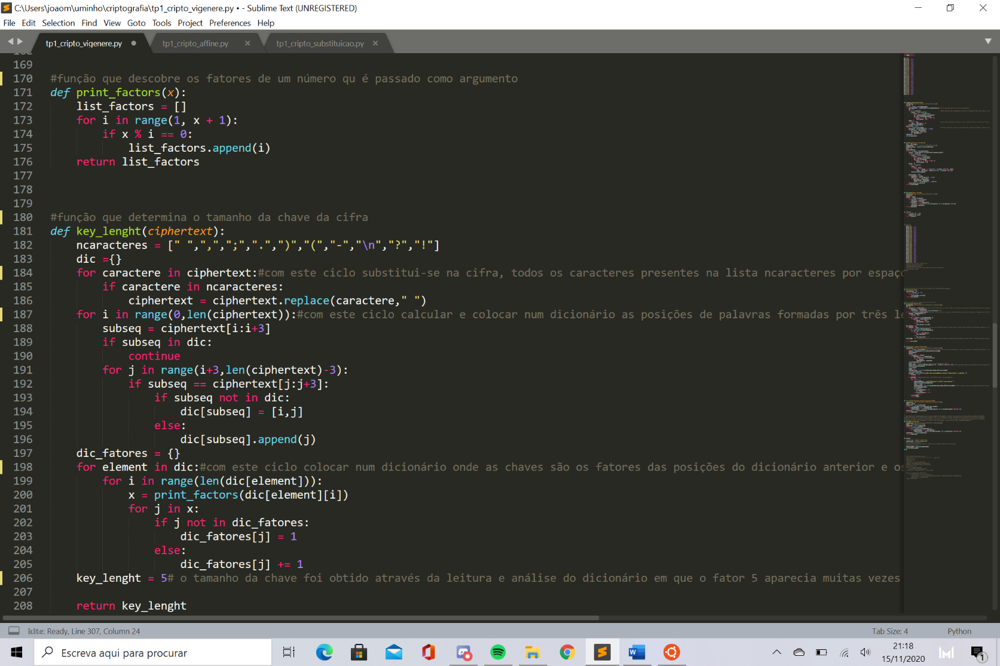 C:\Users\joaom\uminho\criptografia\tp1_cripto_vigenere.py • - Sublime Text (UNREGISTERED)
File Edit Selection Find View Goto Tools Project Preferences Help
tp1_cripto_vigenere.py tp1_cripto_affine.py tp1_cripto_substituicao.py
169
170 #função que descobre os fatores de um número qu é passado como argumento
171 def print_factors(x):
172 list_factors = []
173 for i in range(1, x + 1):
174 if x % i == 0:
175 list_factors.append(i)
176 return list_factors
177
178
179
180 #função que determina o tamanho da chave da cifra
181 def key_lenght(ciphertext):
182 ncaracteres = [" ",",",";",".",")","(","-","\n","?","!"]
183 dic ={}
184 for caractere in ciphertext:#com este ciclo substitui-se na cifra, todos os caracteres presentes na lista ncaracteres por espaç
185 if caractere in ncaracteres:
186 ciphertext = ciphertext.replace(caractere," ")
187 for i in range(0,len(ciphertext)):#com este ciclo calcular e colocar num dicionário as posições de palavras formadas por três le
188 subseq = ciphertext[i:i+3]
189 if subseq in dic:
190 continue
191 for j in range(i+3,len(ciphertext)-3):
192 if subseq == ciphertext[j:j+3]:
193 if subseq not in dic:
194 dic[subseq] = [i,j]
195 else:
196 dic[subseq].append(j)
197 dic_fatores = {}
198 for element in dic:#com este ciclo colocar num dicionário onde as chaves são os fatores das posições do dicionário anterior e os
199 for i in range(len(dic[element])):
200 x = print_factors(dic[element][i])
201 for j in x:
202 if j not in dic_fatores:
203 dic_fatores[j] = 1
204 else:
205 dic_fatores[j] += 1
206 key_lenght = 5# o tamanho da chave foi obtido através da leitura e análise do dicionário em que o fator 5 aparecia muitas vezes
207
208 return key_lenght
kite: Ready, Line 307, Column 24 Tab Size: 4 Python
Escreva aqui para procurar
21:18
15/11/2020
1